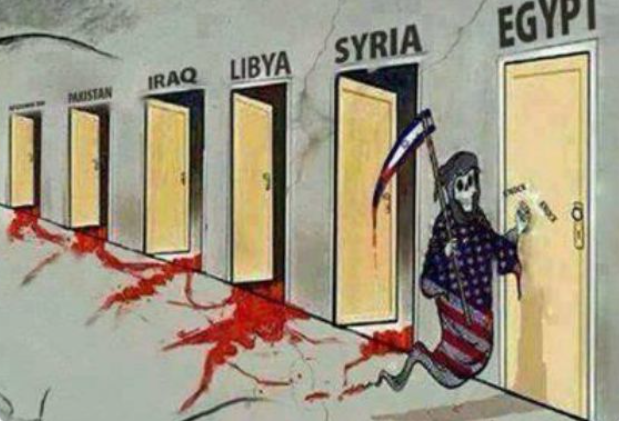 PAKISTAN
IRAQ
LIBYA
SYRIA
EGYPT
KNOCK
KNOCK